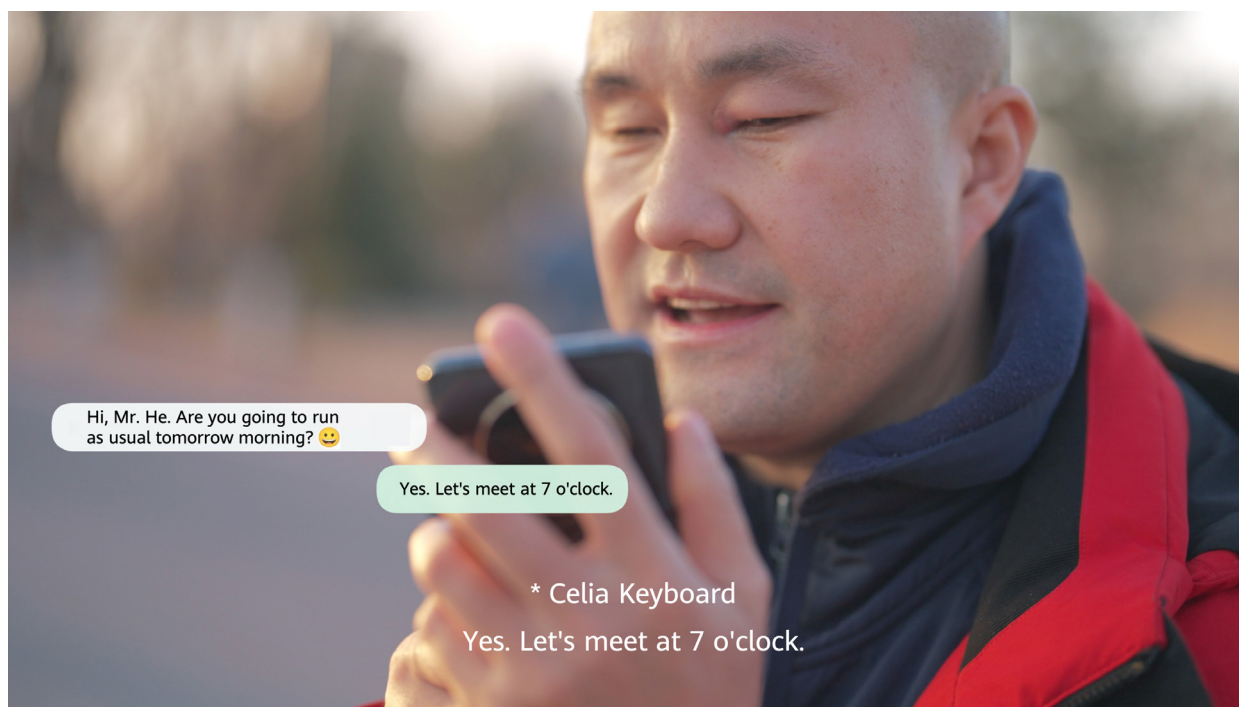 Hi, Mr. He. Are you going to run
as usual tomorrow morning? 😀
Yes. Let's meet at 7 o'clock.
* Celia Keyboard
Yes. Let's meet at 7 o'clock.